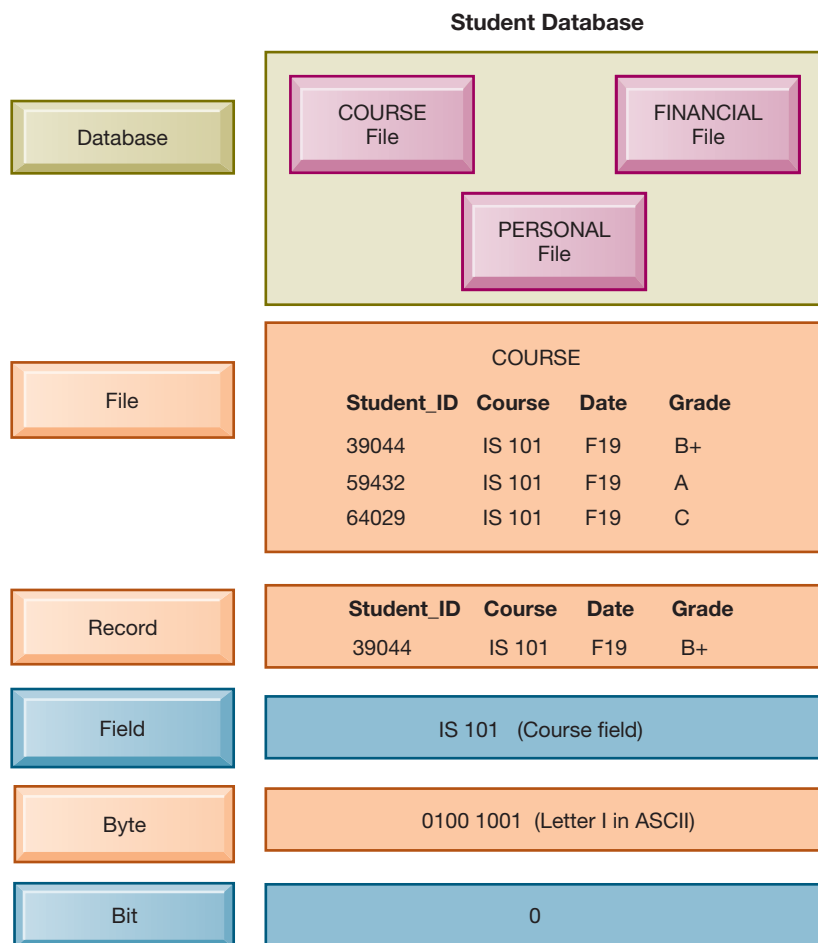 Student Database
Database
COURSE
File
FINANCIAL
File
PERSONAL
File
File
COURSE
Student_ID Course Date Grade
39044 IS 101 F19 B+
59432 IS 101 F19 A
64029 IS 101 F19 C
Record
Student_ID Course Date Grade
39044 IS 101 F19 B+
Field
IS 101 (Course field)
Byte
0100 1001 (Letter I in ASCII)
Bit
0